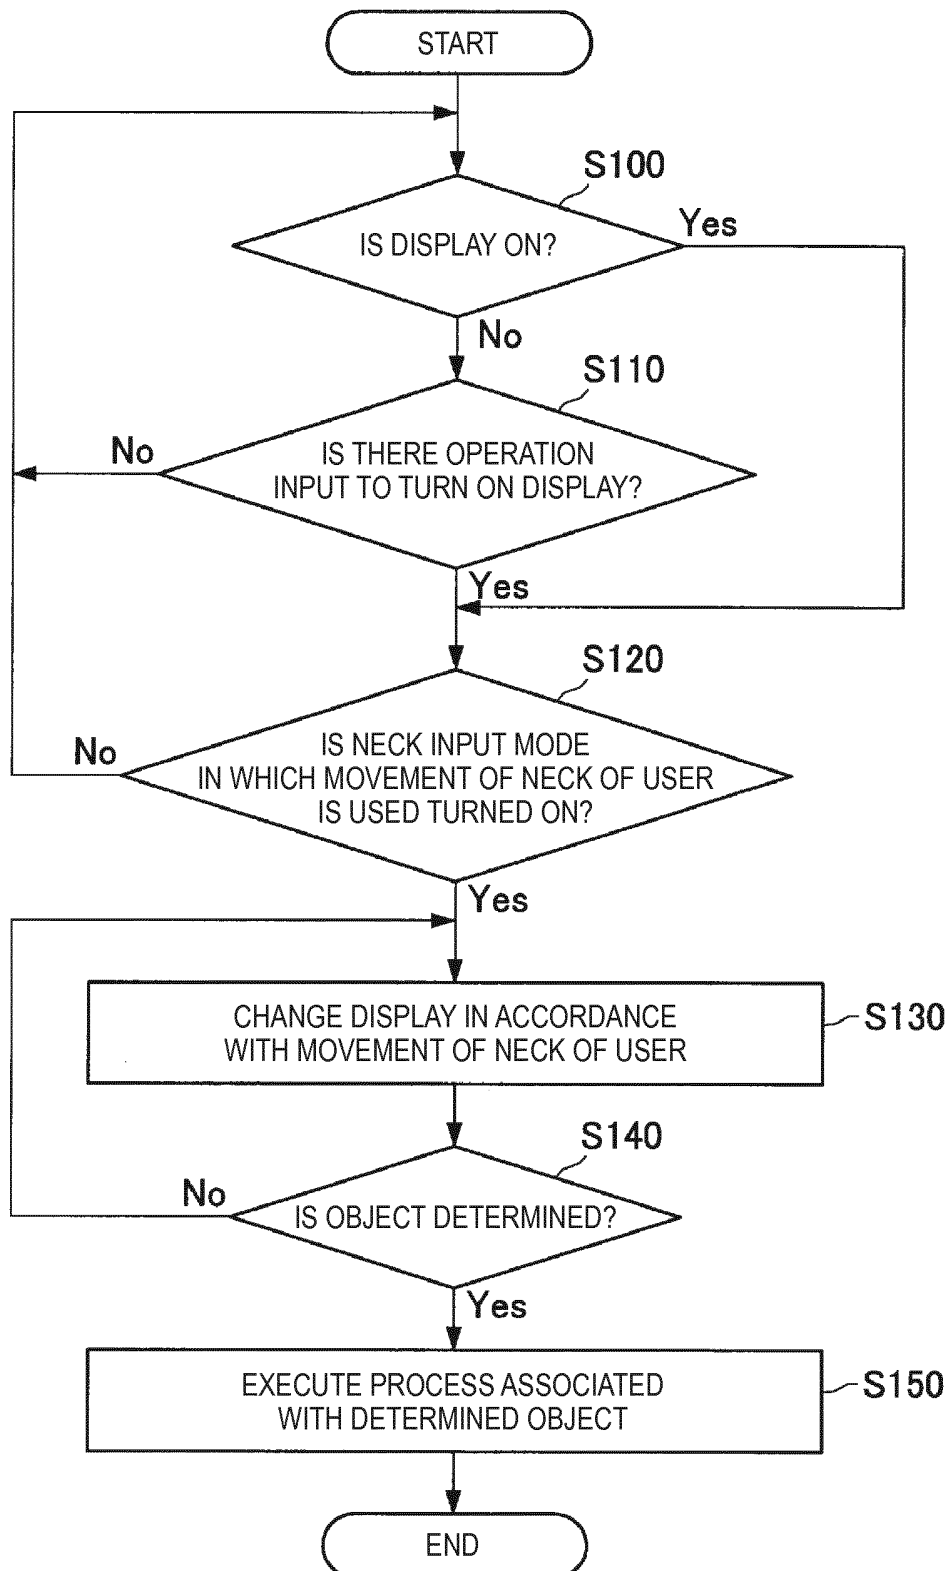 START
S100
IS DISPLAY ON?
Yes
No
S110
IS THERE OPERATION
INPUT TO TURN ON DISPLAY?
No
Yes
S120
IS NECK INPUT MODE
IN WHICH MOVEMENT OF NECK OF USER
IS USED TURNED ON?
No
Yes
CHANGE DISPLAY IN ACCORDANCE
WITH MOVEMENT OF NECK OF USER
S130
S140
IS OBJECT DETERMINED?
No
Yes
EXECUTE PROCESS ASSOCIATED
WITH DETERMINED OBJECT
S150
END